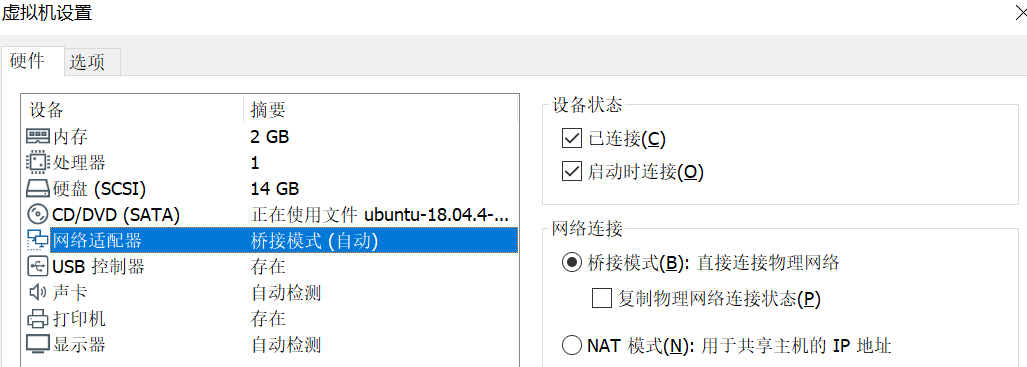 虚拟机设置
硬件 选项
设备 摘要
内存 2 GB
处理器 1
硬盘 (SCSI) 14 GB
CD/DVD (SATA) 正在使用文件 ubuntu-18.04.4-...
网络适配器 桥接模式 (自动)
USB 控制器 存在
声卡 自动检测
打印机 存在
显示器 自动检测
设备状态
已连接(C)
启动时连接(O)
网络连接
桥接模式(B): 直接连接物理网络
复制物理网络连接状态(P)
NAT 模式(N): 用于共享主机的 IP 地址